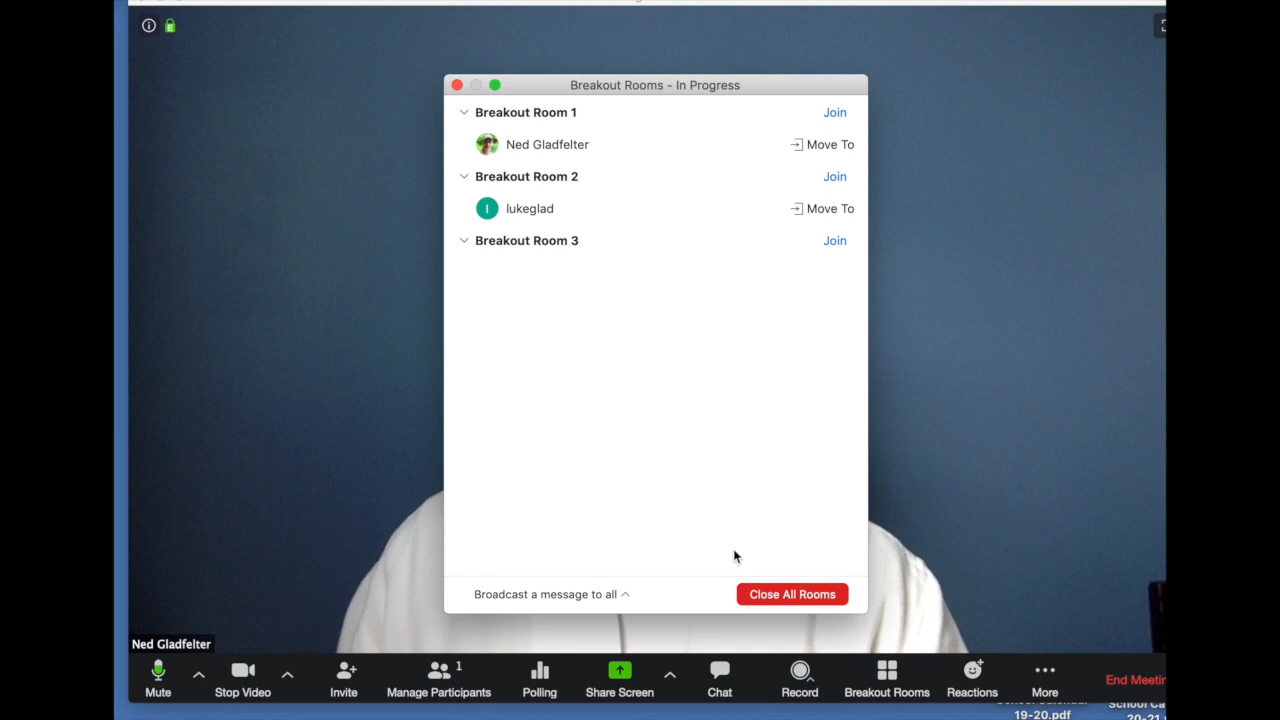 Breakout Rooms - In Progress
Breakout Room 1 Join
Ned Gladfelter Move To
Breakout Room 2 Join
l lukeglad Move To
Breakout Room 3 Join
Broadcast a message to all Close All Rooms
Ned Gladfelter
1
Mute Stop Video Invite Manage Participants Polling Share Screen Chat Record Breakout Rooms Reactions More End Meetin
19-20.pdf